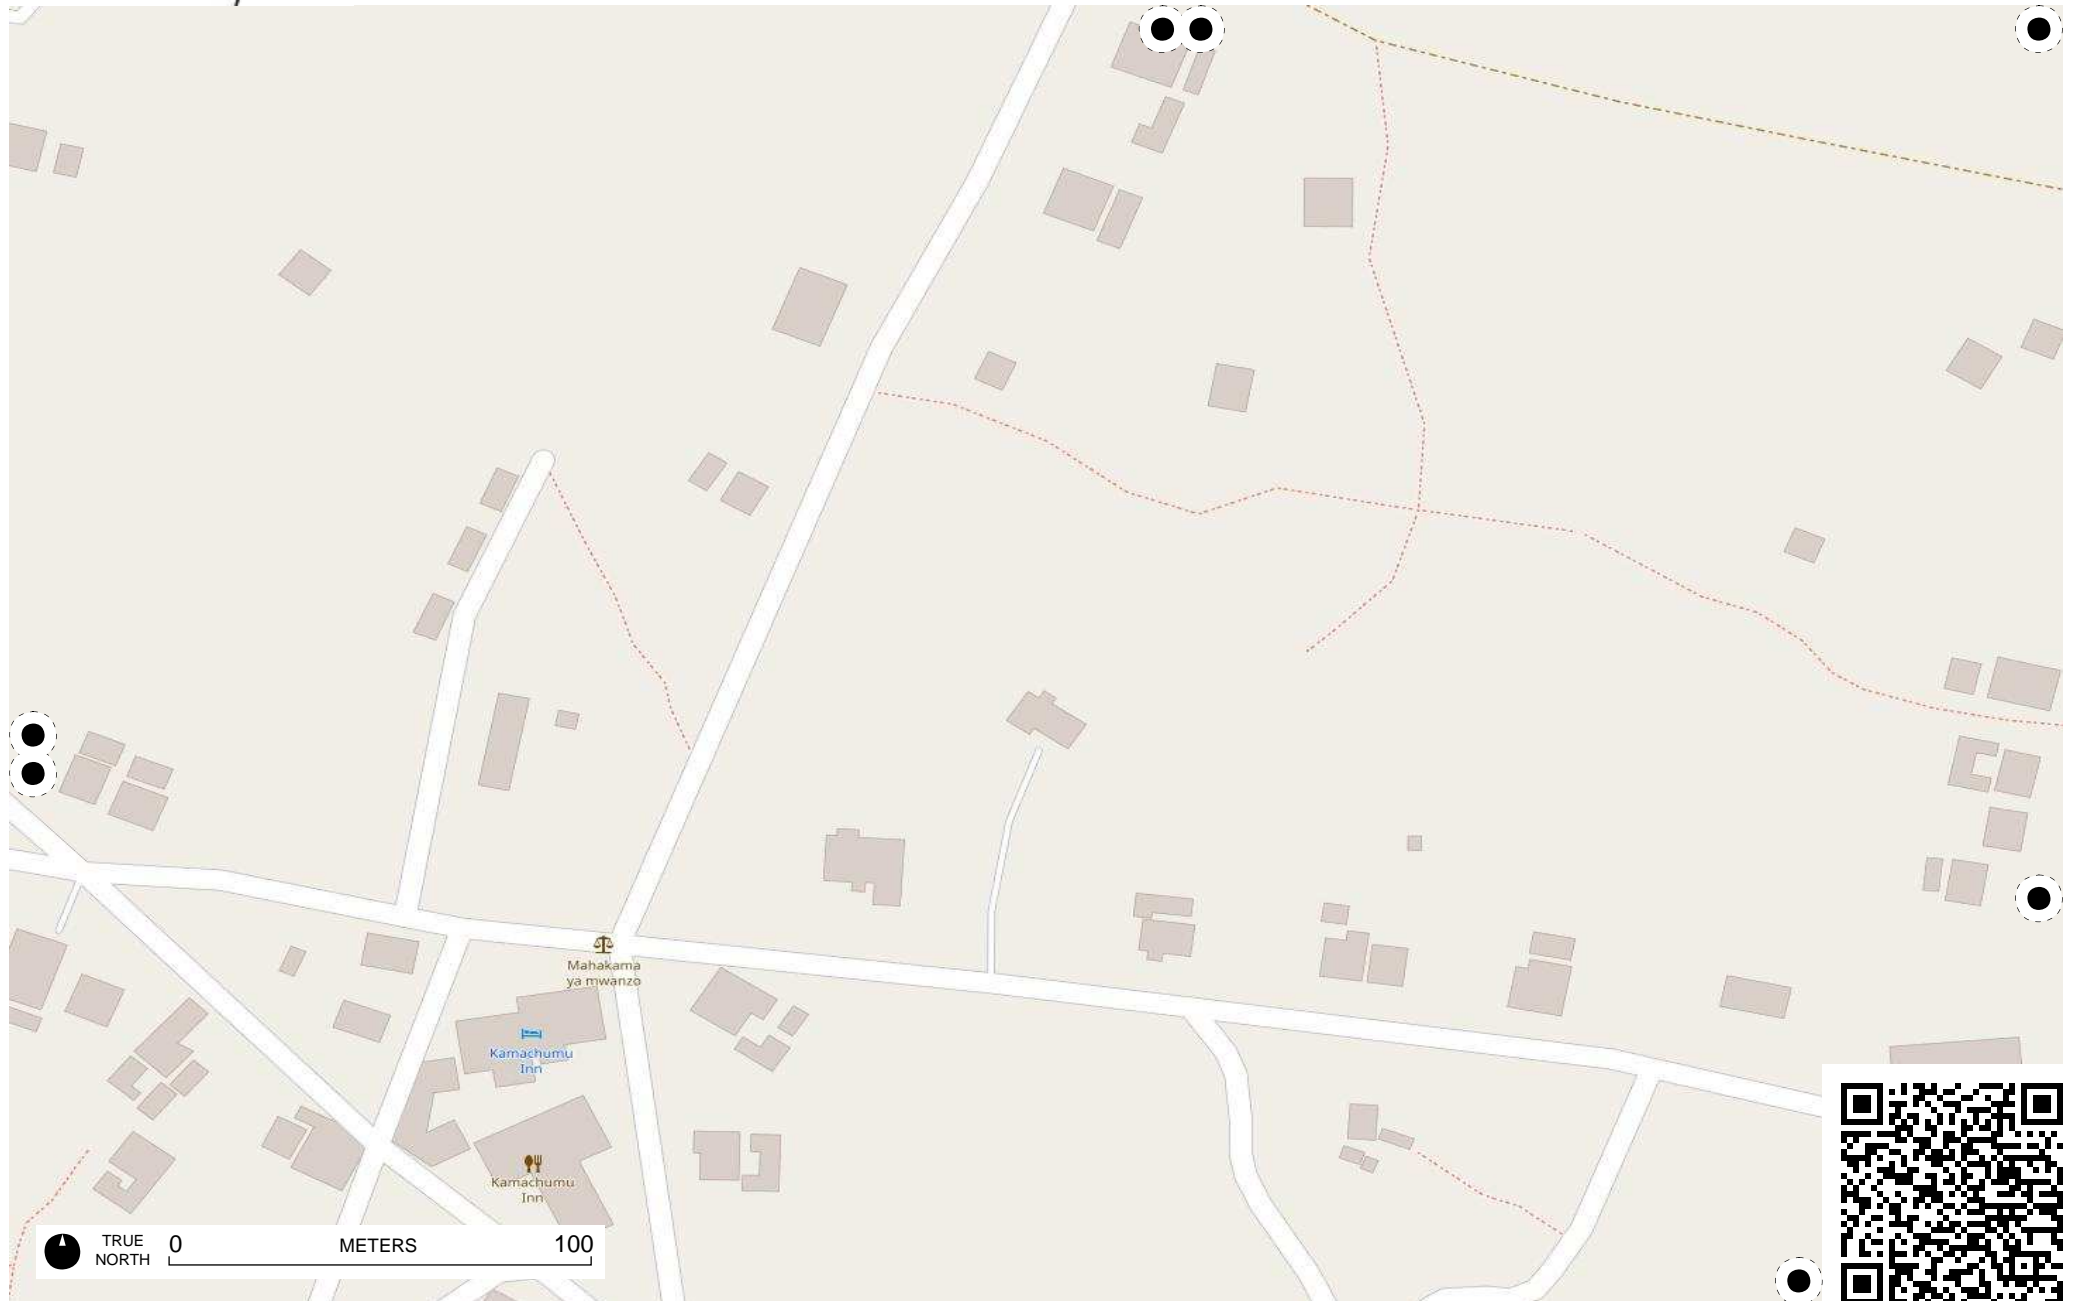 Mahakama
ya mwanzo
Kamachumu
Inn
Kamachumu
Inn
TRUE
NORTH
0 METERS 100